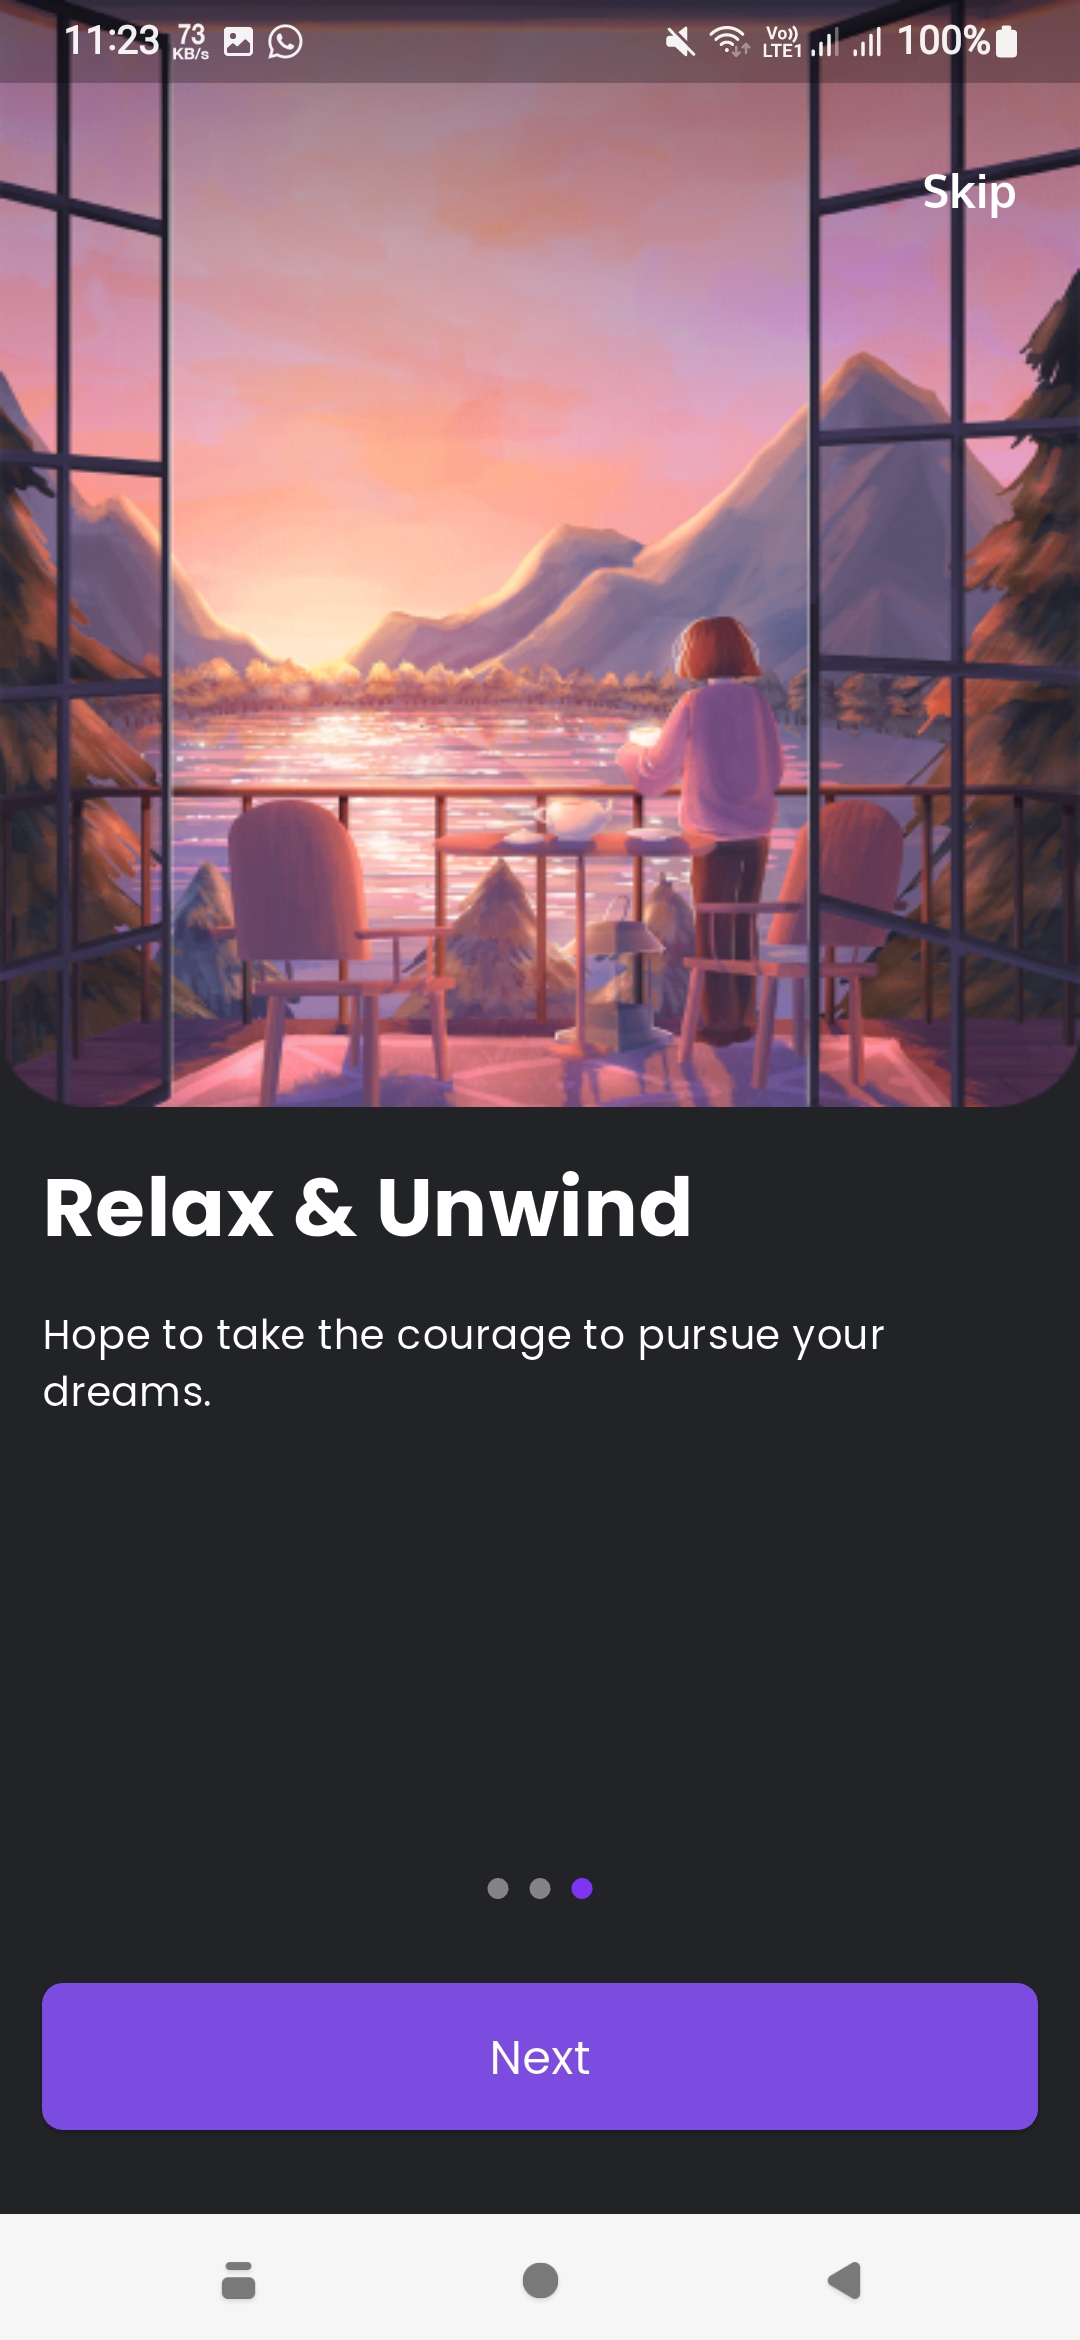 11:23 73 KB/s Vo)) LTE1 100%
Skip
Relax & Unwind
Hope to take the courage to pursue your
dreams.
Next